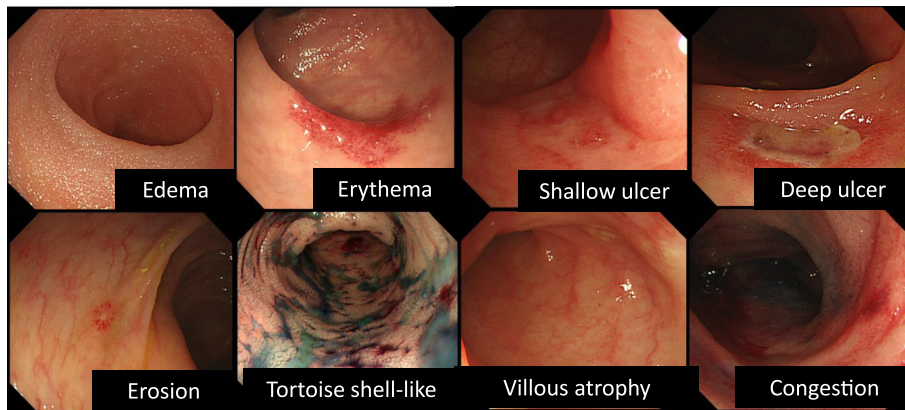 Edema
Erythema
Shallow ulcer
Deep ulcer
Erosion
Tortoise shell-like
Villous atrophy
Congestion